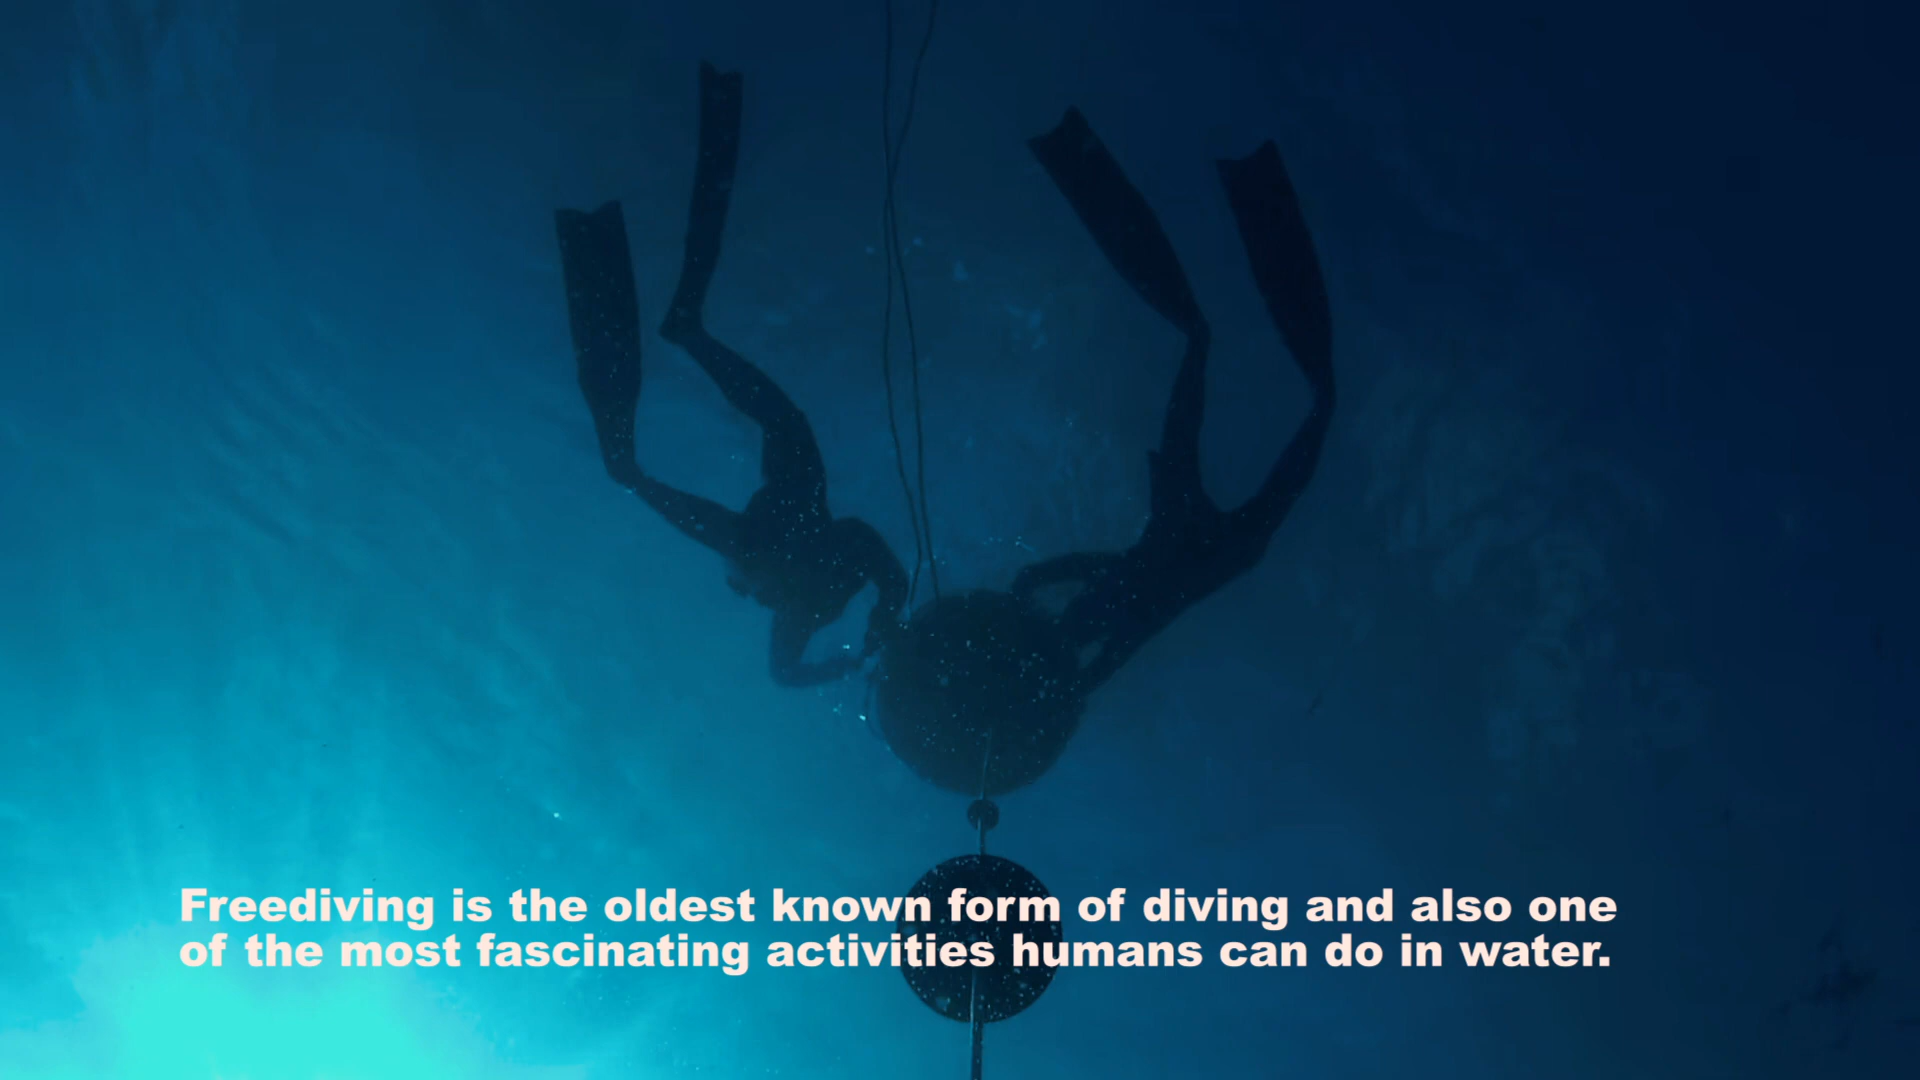 Freediving is the oldest known form of diving and also one
of the most fascinating activities humans can do in water.